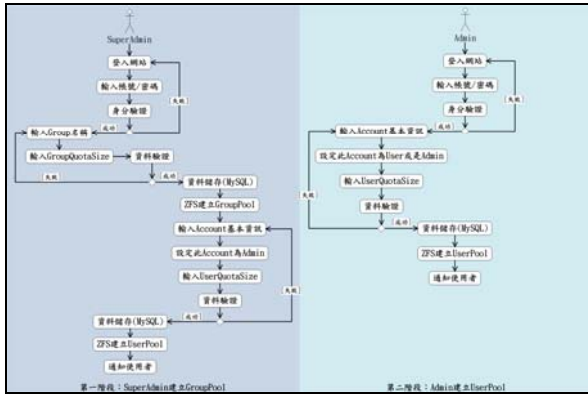 SuperAdmin
登入網站
輸入帳號/密碼
身分驗證
[失敗]
[成功]
輸入Group名稱
輸入GroupQuotaSize
資料驗證
[失敗]
[成功]
資料儲存(MySQL)
ZFS建立GroupPool
輸入Account基本資訊
設定此Account為Admin
輸入UserQuotaSize
[失敗]
資料驗證
[成功]
資料儲存(MySQL)
ZFS建立UserPool
通知使用者
第一階段：SuperAdmin建立GroupPool
Admin
登入網站
輸入帳號/密碼
[失敗]
身分驗證
[成功]
輸入Account基本資訊
設定此Account為User或是Admin
輸入UserQuotaSize
[失敗]
資料驗證
[成功]
資料儲存(MySQL)
ZFS建立UserPool
通知使用者
第二階段：Admin建立UserPool